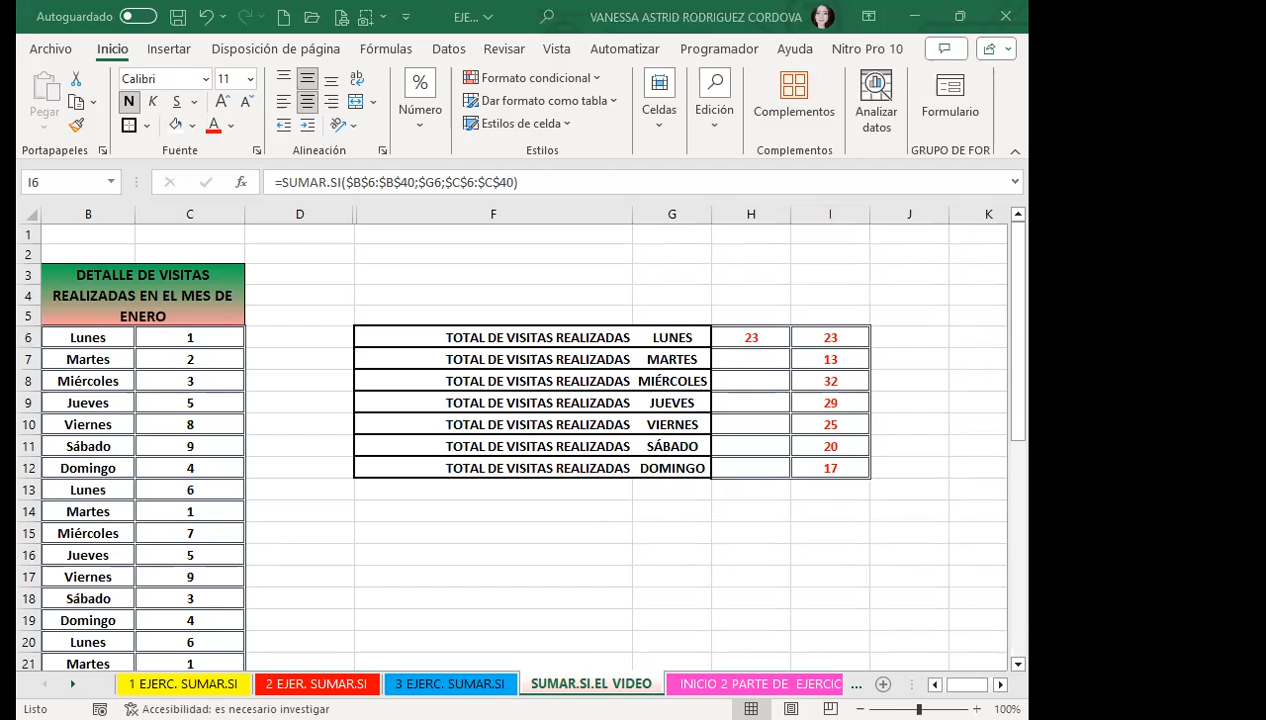 Autoguardado
EJE...
VANESSA ASTRID RODRIGUEZ CORDOVA
Archivo Inicio Insertar Disposición de página Fórmulas Datos Revisar Vista Automatizar Programador Ayuda Nitro Pro 10
Pegar
Calibri 11
N K S A A
A
ab
%
Número
Formato condicional
Dar formato como tabla
Estilos de celda
Celdas
Edición
Complementos
Analizar
datos
Formulario
Portapapeles Fuente Alineación Estilos Complementos GRUPO DE FOR
I6 fx =SUMAR.SI($B$6:$B$40;$G6;$C$6:$C$40)
B C D F G H I J K
1
2
3 DETALLE DE VISITAS
4 REALIZADAS EN EL MES DE
5 ENERO
6 Lunes 1 TOTAL DE VISITAS REALIZADAS LUNES 23 23
7 Martes 2 TOTAL DE VISITAS REALIZADAS MARTES 13
8 Miércoles 3 TOTAL DE VISITAS REALIZADAS MIÉRCOLES 32
9 Jueves 5 TOTAL DE VISITAS REALIZADAS JUEVES 29
10 Viernes 8 TOTAL DE VISITAS REALIZADAS VIERNES 25
11 Sábado 9 TOTAL DE VISITAS REALIZADAS SÁBADO 20
12 Domingo 4 TOTAL DE VISITAS REALIZADAS DOMINGO 17
13 Lunes 6
14 Martes 1
15 Miércoles 7
16 Jueves 5
17 Viernes 9
18 Sábado 3
19 Domingo 4
20 Lunes 6
21 Martes 1
1 EJERC. SUMAR.SI 2 EJER. SUMAR.SI 3 EJERC. SUMAR.SI SUMAR.SI.EL VIDEO INICIO 2 PARTE DE EJERCIC ...
Listo Accesibilidad: es necesario investigar 100%